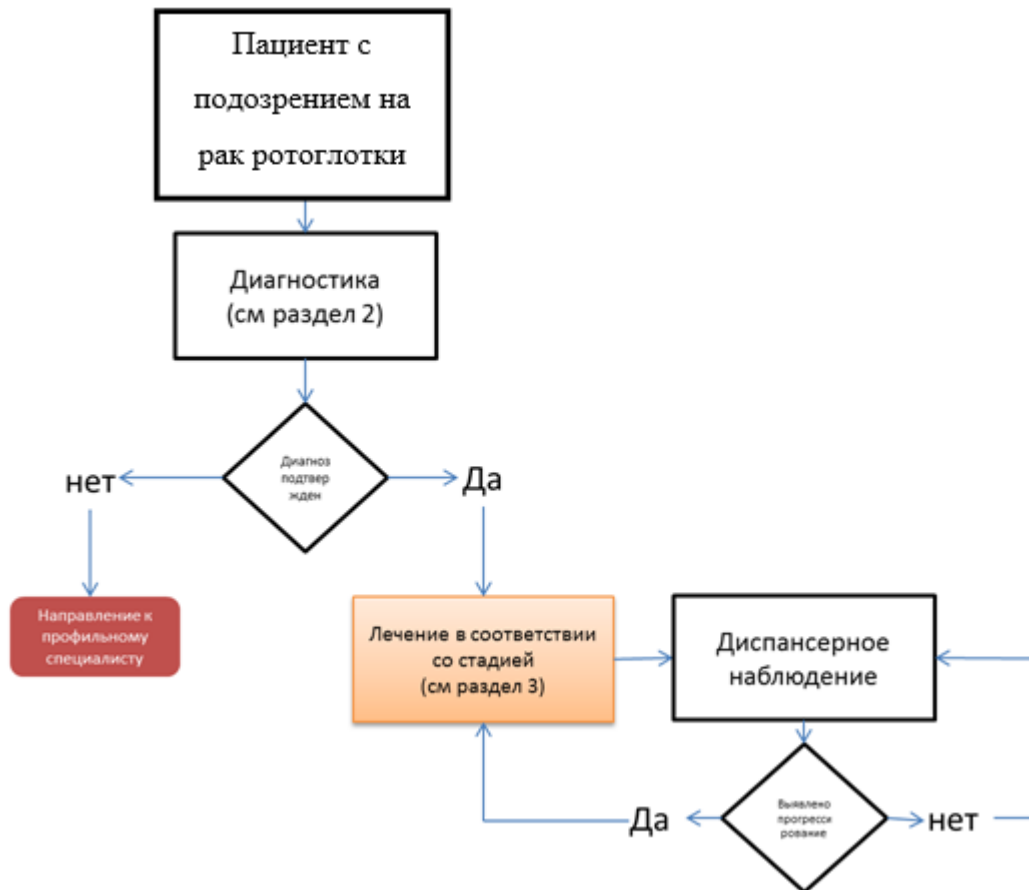 Пациент с
подозрением на
рак ротоглотки
Диагностика
(см раздел 2)
Диагноз
подтвер
жден
нет
Да
Направление к
профильному
специалисту
Лечение в соответствии
со стадией
(см раздел 3)
Диспансерное
наблюдение
Выявлено
прогресси
рование
Да
нет